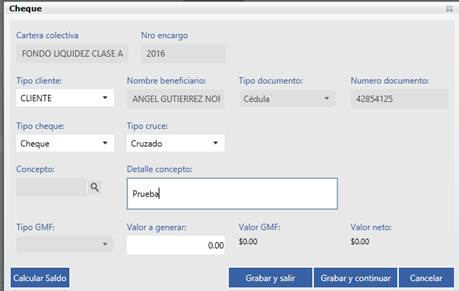 Cheque
Cartera colectiva Nro encargo
FONDO LIQUIDEZ CLASE A 2016
Tipo cliente: Nombre beneficiario: Tipo documento: Numero documento:
CLIENTE ANGEL GUTIERREZ NOF Cédula 42854125
Tipo cheque: Tipo cruce:
Cheque Cruzado
Concepto: Detalle concepto:
Prueba
Tipo GMF: Valor a generar: Valor GMF: Valor neto:
0.00 $0.00 $0.00
Calcular Saldo Grabar y salir Grabar y continuar Cancelar